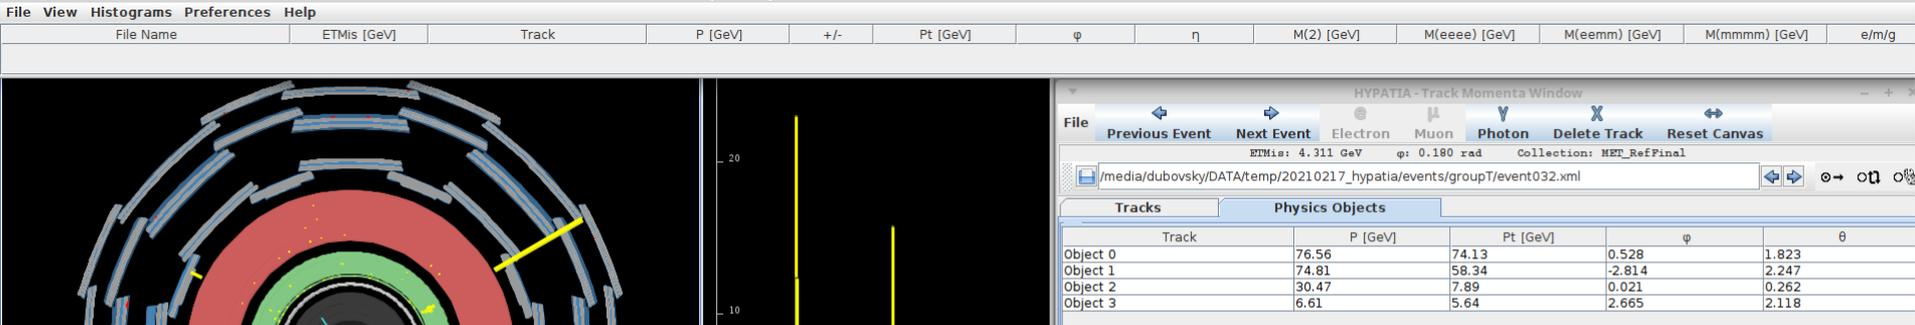 File View Histograms Preferences Help
File Name ETMis [GeV] Track P [GeV] +/- Pt [GeV] φ η M(2) [GeV] M(eeee) [GeV] M(eemm) [GeV] M(mmmm) [GeV] e/m/g
HYPATIA - Track Momenta Window
File Previous Event Next Event Electron Muon Photon Delete Track Reset Canvas
e μ γ X
ETMis: 4.311 GeV φ: 0.180 rad Collection: MET_RefFinal
/media/dubovsky/DATA/temp/20210217_hypatia/events/groupT/event032.xml
Tracks Physics Objects
Track P [GeV] Pt [GeV] φ θ
Object 0 76.56 74.13 0.528 1.823
Object 1 74.81 58.34 -2.814 2.247
Object 2 30.47 7.89 0.021 0.262
Object 3 6.61 5.64 2.665 2.118
20
10